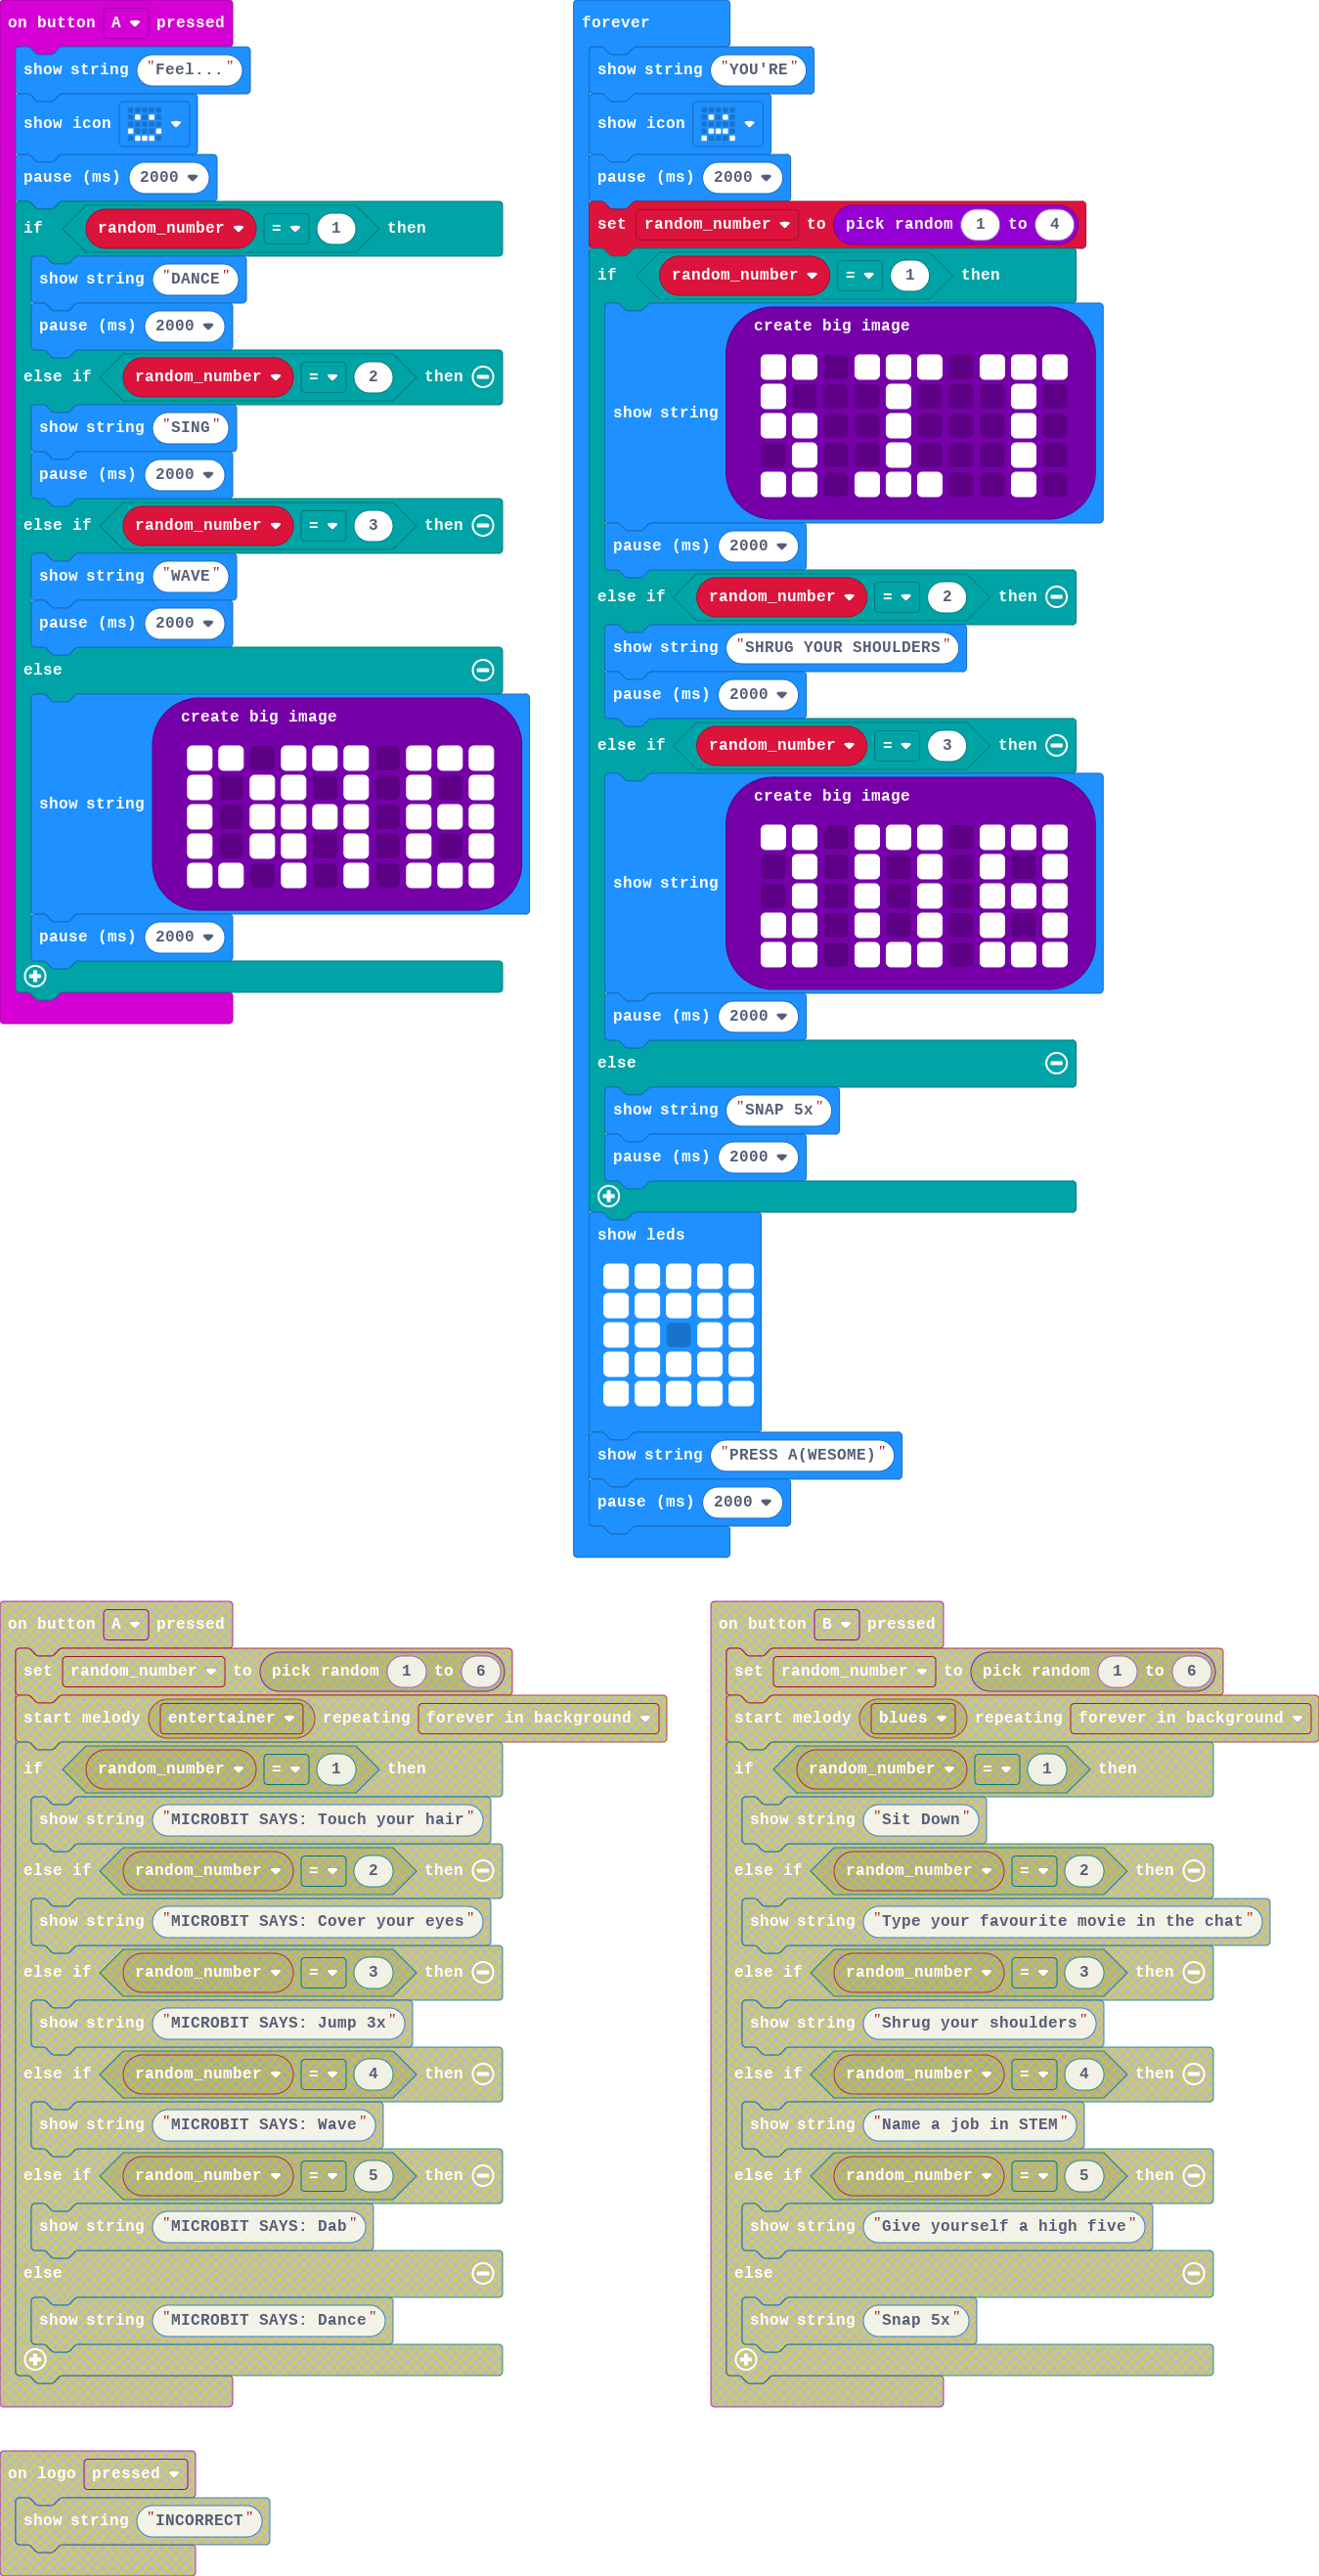 on button A pressed
show string "Feel..."
show icon
pause (ms) 2000
if random_number = 1 then
show string "DANCE"
pause (ms) 2000
else if random_number = 2 then
show string "SING"
pause (ms) 2000
else if random_number = 3 then
show string "WAVE"
pause (ms) 2000
else
create big image
show string
pause (ms) 2000
forever
show string "YOU'RE"
show icon
pause (ms) 2000
set random_number to pick random 1 to 4
if random_number = 1 then
create big image
show string
pause (ms) 2000
else if random_number = 2 then
show string "SHRUG YOUR SHOULDERS"
pause (ms) 2000
else if random_number = 3 then
create big image
show string
pause (ms) 2000
else
show string "SNAP 5x"
pause (ms) 2000
show leds
show string "PRESS A(WESOME)"
pause (ms) 2000
on button A pressed
set random_number to pick random 1 to 6
start melody entertainer repeating forever in background
if random_number = 1 then
show string "MICROBIT SAYS: Touch your hair"
else if random_number = 2 then
show string "MICROBIT SAYS: Cover your eyes"
else if random_number = 3 then
show string "MICROBIT SAYS: Jump 3x"
else if random_number = 4 then
show string "MICROBIT SAYS: Wave"
else if random_number = 5 then
show string "MICROBIT SAYS: Dab"
else
show string "MICROBIT SAYS: Dance"
on button B pressed
set random_number to pick random 1 to 6
start melody blues repeating forever in background
if random_number = 1 then
show string "Sit Down"
else if random_number = 2 then
show string "Type your favourite movie in the chat"
else if random_number = 3 then
show string "Shrug your shoulders"
else if random_number = 4 then
show string "Name a job in STEM"
else if random_number = 5 then
show string "Give yourself a high five"
else
show string "Snap 5x"
on logo pressed
show string "INCORRECT"